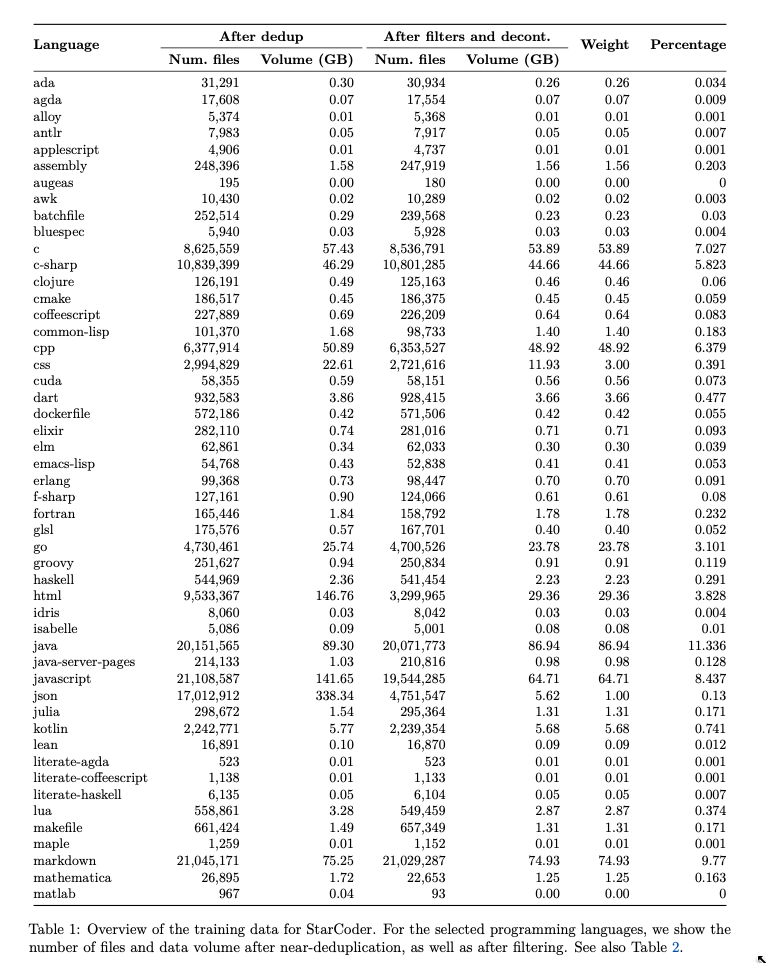 Language After dedup After filters and decont. Weight Percentage
Num. files Volume (GB) Num. files Volume (GB)
ada 31,291 0.30 30,934 0.26 0.26 0.034
agda 17,608 0.07 17,554 0.07 0.07 0.009
alloy 5,374 0.01 5,368 0.01 0.01 0.001
antlr 7,983 0.05 7,917 0.05 0.05 0.007
applescript 4,906 0.01 4,737 0.01 0.01 0.001
assembly 248,396 1.58 247,919 1.56 1.56 0.203
augeas 195 0.00 180 0.00 0.00 0
awk 10,430 0.02 10,289 0.02 0.02 0.003
batchfile 252,514 0.29 239,568 0.23 0.23 0.03
bluespec 5,940 0.03 5,928 0.03 0.03 0.004
c 8,625,559 57.43 8,536,791 53.89 53.89 7.027
c-sharp 10,839,399 46.29 10,801,285 44.66 44.66 5.823
clojure 126,191 0.49 125,163 0.46 0.46 0.06
cmake 186,517 0.45 186,375 0.45 0.45 0.059
coffeescript 227,889 0.69 226,209 0.64 0.64 0.083
common-lisp 101,370 1.68 98,733 1.40 1.40 0.183
cpp 6,377,914 50.89 6,353,527 48.92 48.92 6.379
css 2,994,829 22.61 2,721,616 11.93 3.00 0.391
cuda 58,355 0.59 58,151 0.56 0.56 0.073
dart 932,583 3.86 928,415 3.66 3.66 0.477
dockerfile 572,186 0.42 571,506 0.42 0.42 0.055
elixir 282,110 0.74 281,016 0.71 0.71 0.093
elm 62,861 0.34 62,033 0.30 0.30 0.039
emacs-lisp 54,768 0.43 52,838 0.41 0.41 0.053
erlang 99,368 0.73 98,447 0.70 0.70 0.091
f-sharp 127,161 0.90 124,066 0.61 0.61 0.08
fortran 165,446 1.84 158,792 1.78 1.78 0.232
glsl 175,576 0.57 167,701 0.40 0.40 0.052
go 4,730,461 25.74 4,700,526 23.78 23.78 3.101
groovy 251,627 0.94 250,834 0.91 0.91 0.119
haskell 544,969 2.36 541,454 2.23 2.23 0.291
html 9,533,367 146.76 3,299,965 29.36 29.36 3.828
idris 8,060 0.03 8,042 0.03 0.03 0.004
isabelle 5,086 0.09 5,001 0.08 0.08 0.01
java 20,151,565 89.30 20,071,773 86.94 86.94 11.336
java-server-pages 214,133 1.03 210,816 0.98 0.98 0.128
javascript 21,108,587 141.65 19,544,285 64.71 64.71 8.437
json 17,012,912 338.34 4,751,547 5.62 1.00 0.13
julia 298,672 1.54 295,364 1.31 1.31 0.171
kotlin 2,242,771 5.77 2,239,354 5.68 5.68 0.741
lean 16,891 0.10 16,870 0.09 0.09 0.012
literate-agda 523 0.01 523 0.01 0.01 0.001
literate-coffeescript 1,138 0.01 1,133 0.01 0.01 0.001
literate-haskell 6,135 0.05 6,104 0.05 0.05 0.007
lua 558,861 3.28 549,459 2.87 2.87 0.374
makefile 661,424 1.49 657,349 1.31 1.31 0.171
maple 1,259 0.01 1,152 0.01 0.01 0.001
markdown 21,045,171 75.25 21,029,287 74.93 74.93 9.77
mathematica 26,895 1.72 22,653 1.25 1.25 0.163
matlab 967 0.04 93 0.00 0.00 0
Table 1: Overview of the training data for StarCoder. For the selected programming languages, we show the
number of files and data volume after near-deduplication, as well as after filtering. See also Table 2.